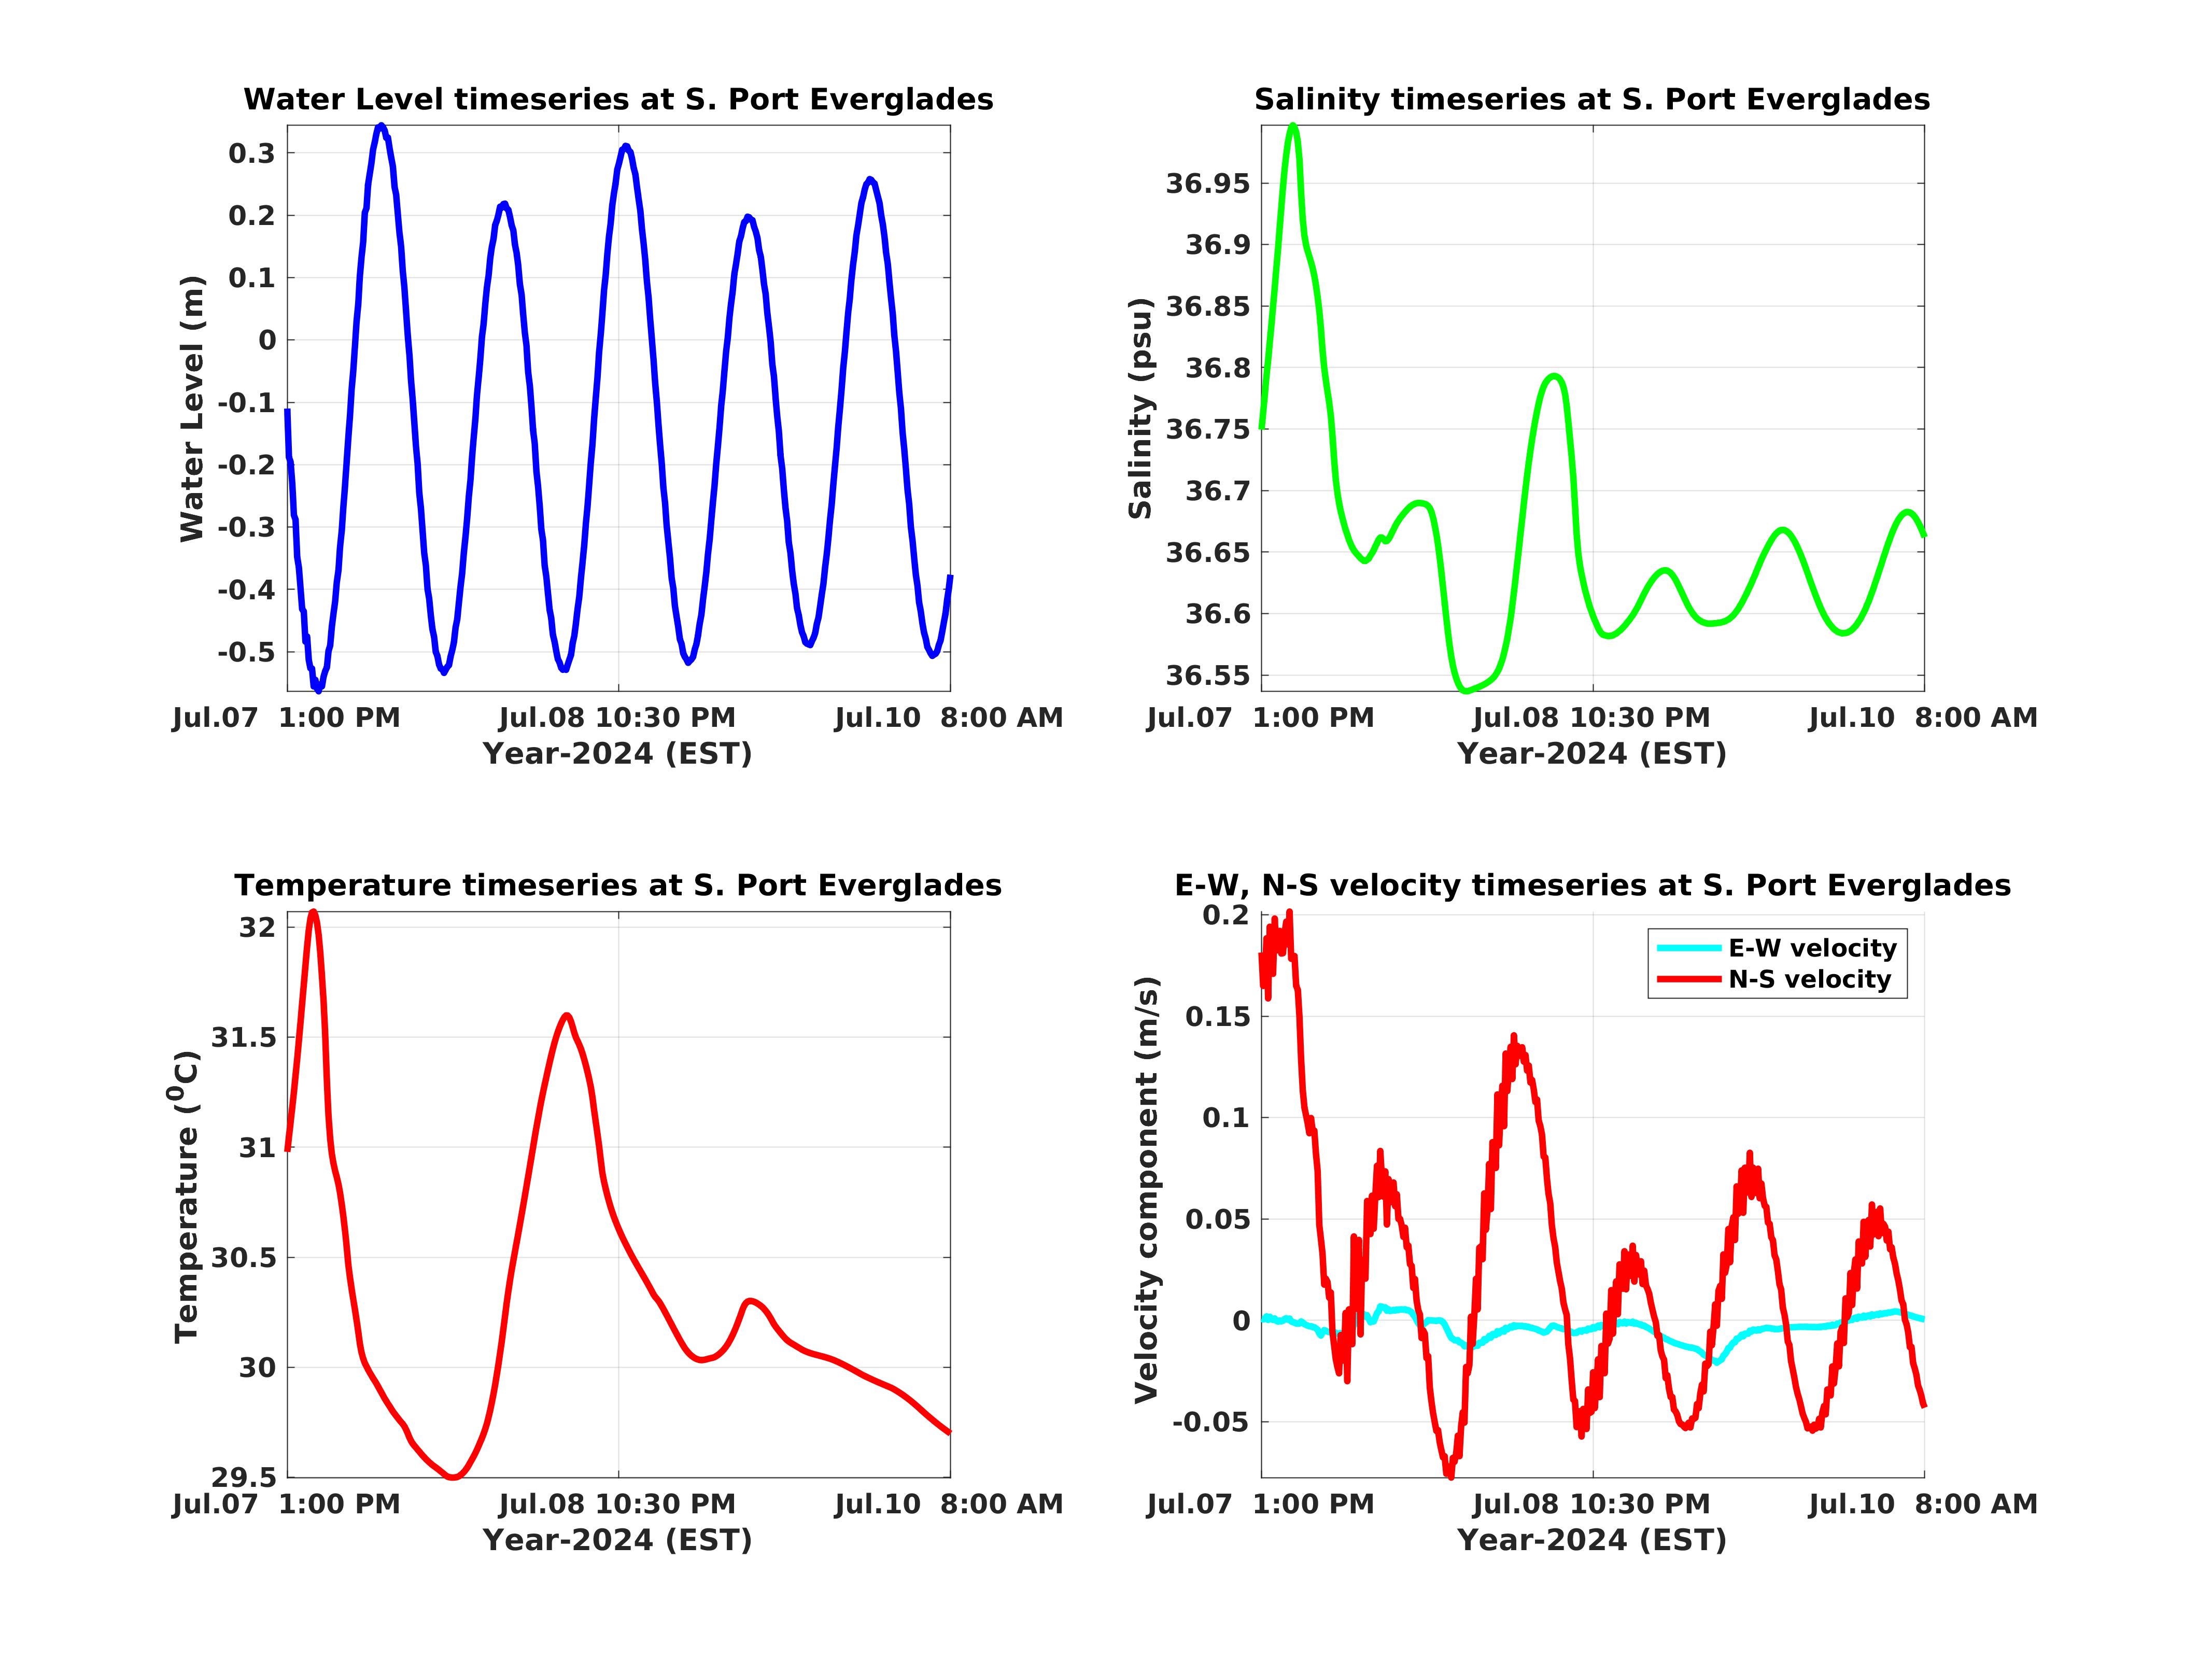 Water Level timeseries at S. Port Everglades
Water Level (m)
0.3
0.2
0.1
0
-0.1
-0.2
-0.3
-0.4
-0.5
Jul.07 1:00 PM
Jul.08 10:30 PM
Jul.10 8:00 AM
Year-2024 (EST)
Salinity timeseries at S. Port Everglades
Salinity (psu)
36.95
36.9
36.85
36.8
36.75
36.7
36.65
36.6
36.55
Jul.07 1:00 PM
Jul.08 10:30 PM
Jul.10 8:00 AM
Year-2024 (EST)
Temperature timeseries at S. Port Everglades
Temperature (⁰C)
32
31.5
31
30.5
30
29.5
Jul.07 1:00 PM
Jul.08 10:30 PM
Jul.10 8:00 AM
Year-2024 (EST)
E-W, N-S velocity timeseries at S. Port Everglades
Velocity component (m/s)
0.2
0.15
0.1
0.05
0
-0.05
E-W velocity
N-S velocity
Jul.07 1:00 PM
Jul.08 10:30 PM
Jul.10 8:00 AM
Year-2024 (EST)